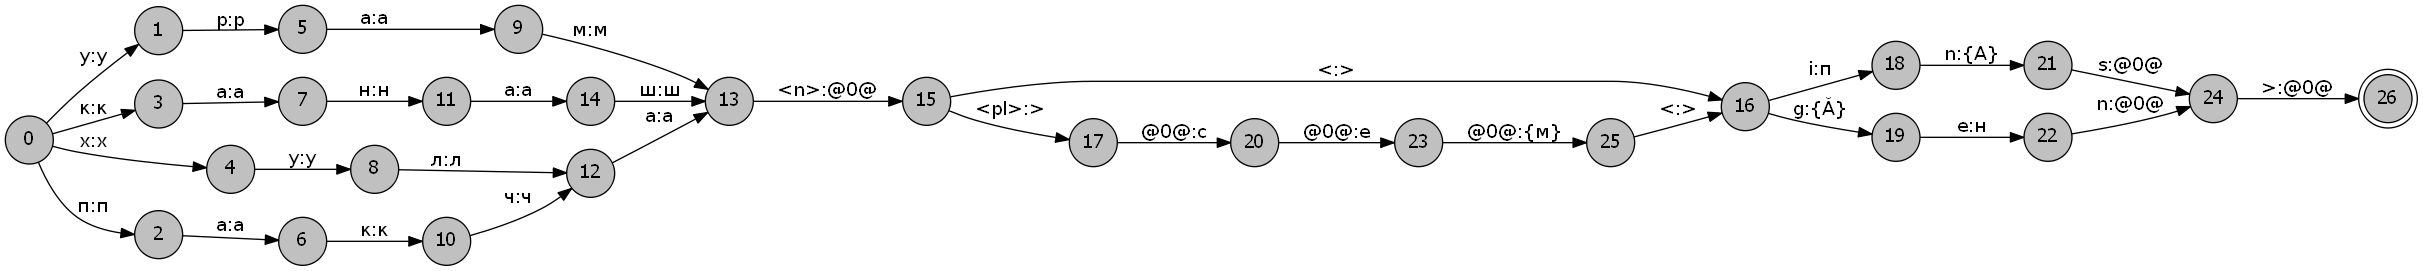 0
у:у
1
р:р
5
а:а
9
м:м
к:к
3
а:а
7
н:н
11
а:а
14
ш:ш
13
х:х
4
у:у
8
л:л
12
а:а
п:п
2
а:а
6
к:к
10
ч:ч
<n>:@0@
15
<:>
<pl>:>
17
@0@:с
20
@0@:е
23
@0@:{м}
25
<:>
16
i:п
18
n:{А}
21
s:@0@
g:{Ă}
19
e:н
22
n:@0@
24
>:@0@
26